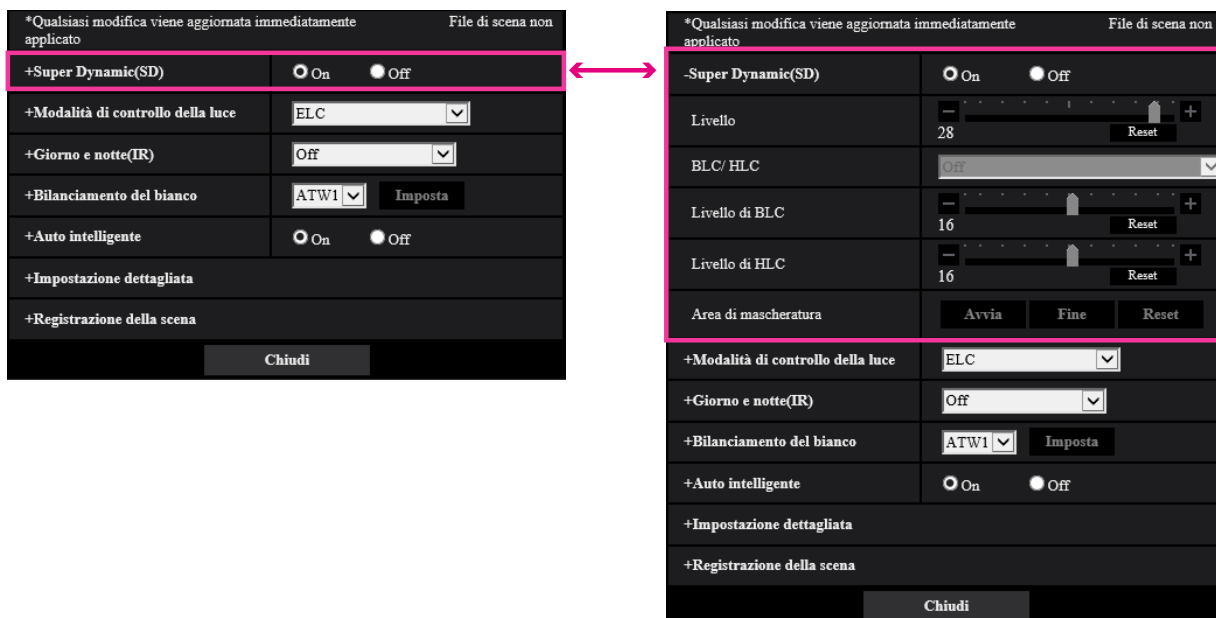 *Qualsiasi modifica viene aggiornata immediatamente File di scena non
applicato
+Super Dynamic(SD) On Off
+Modalità di controllo della luce ELC
+Giorno e notte(IR) Off
+Bilanciamento del bianco ATW1 Imposta
+Auto intelligente On Off
+Impostazione dettagliata
+Registrazione della scena
Chiudi
*Qualsiasi modifica viene aggiornata immediatamente File di scena non
applicato
-Super Dynamic(SD) On Off
Livello
28 Reset
BLC/ HLC Off
Livello di BLC
16 Reset
Livello di HLC
16 Reset
Area di mascheratura Avvia Fine Reset
+Modalità di controllo della luce ELC
+Giorno e notte(IR) Off
+Bilanciamento del bianco ATW1 Imposta
+Auto intelligente On Off
+Impostazione dettagliata
+Registrazione della scena
Chiudi